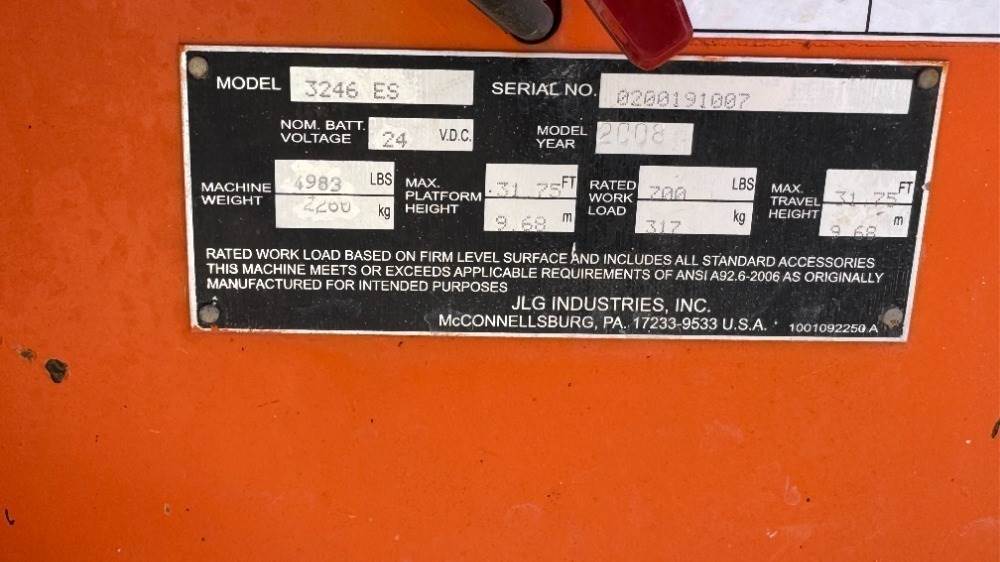 MODEL 3246 ES SERIAL NO. 0200191007
NOM. BATT. VOLTAGE 24 V.D.C. MODEL YEAR 2008
MACHINE WEIGHT 4983 LBS 2260 kg MAX. PLATFORM HEIGHT 31.75 FT 9.68 m RATED WORK LOAD 700 LBS 317 kg MAX. TRAVEL HEIGHT 31.75 FT 9.68 m
RATED WORK LOAD BASED ON FIRM LEVEL SURFACE AND INCLUDES ALL STANDARD ACCESSORIES
THIS MACHINE MEETS OR EXCEEDS APPLICABLE REQUIREMENTS OF ANSI A92.6-2006 AS ORIGINALLY
MANUFACTURED FOR INTENDED PURPOSES
JLG INDUSTRIES, INC.
McCONNELLSBURG, PA. 17233-9533 U.S.A. 1001092250 A